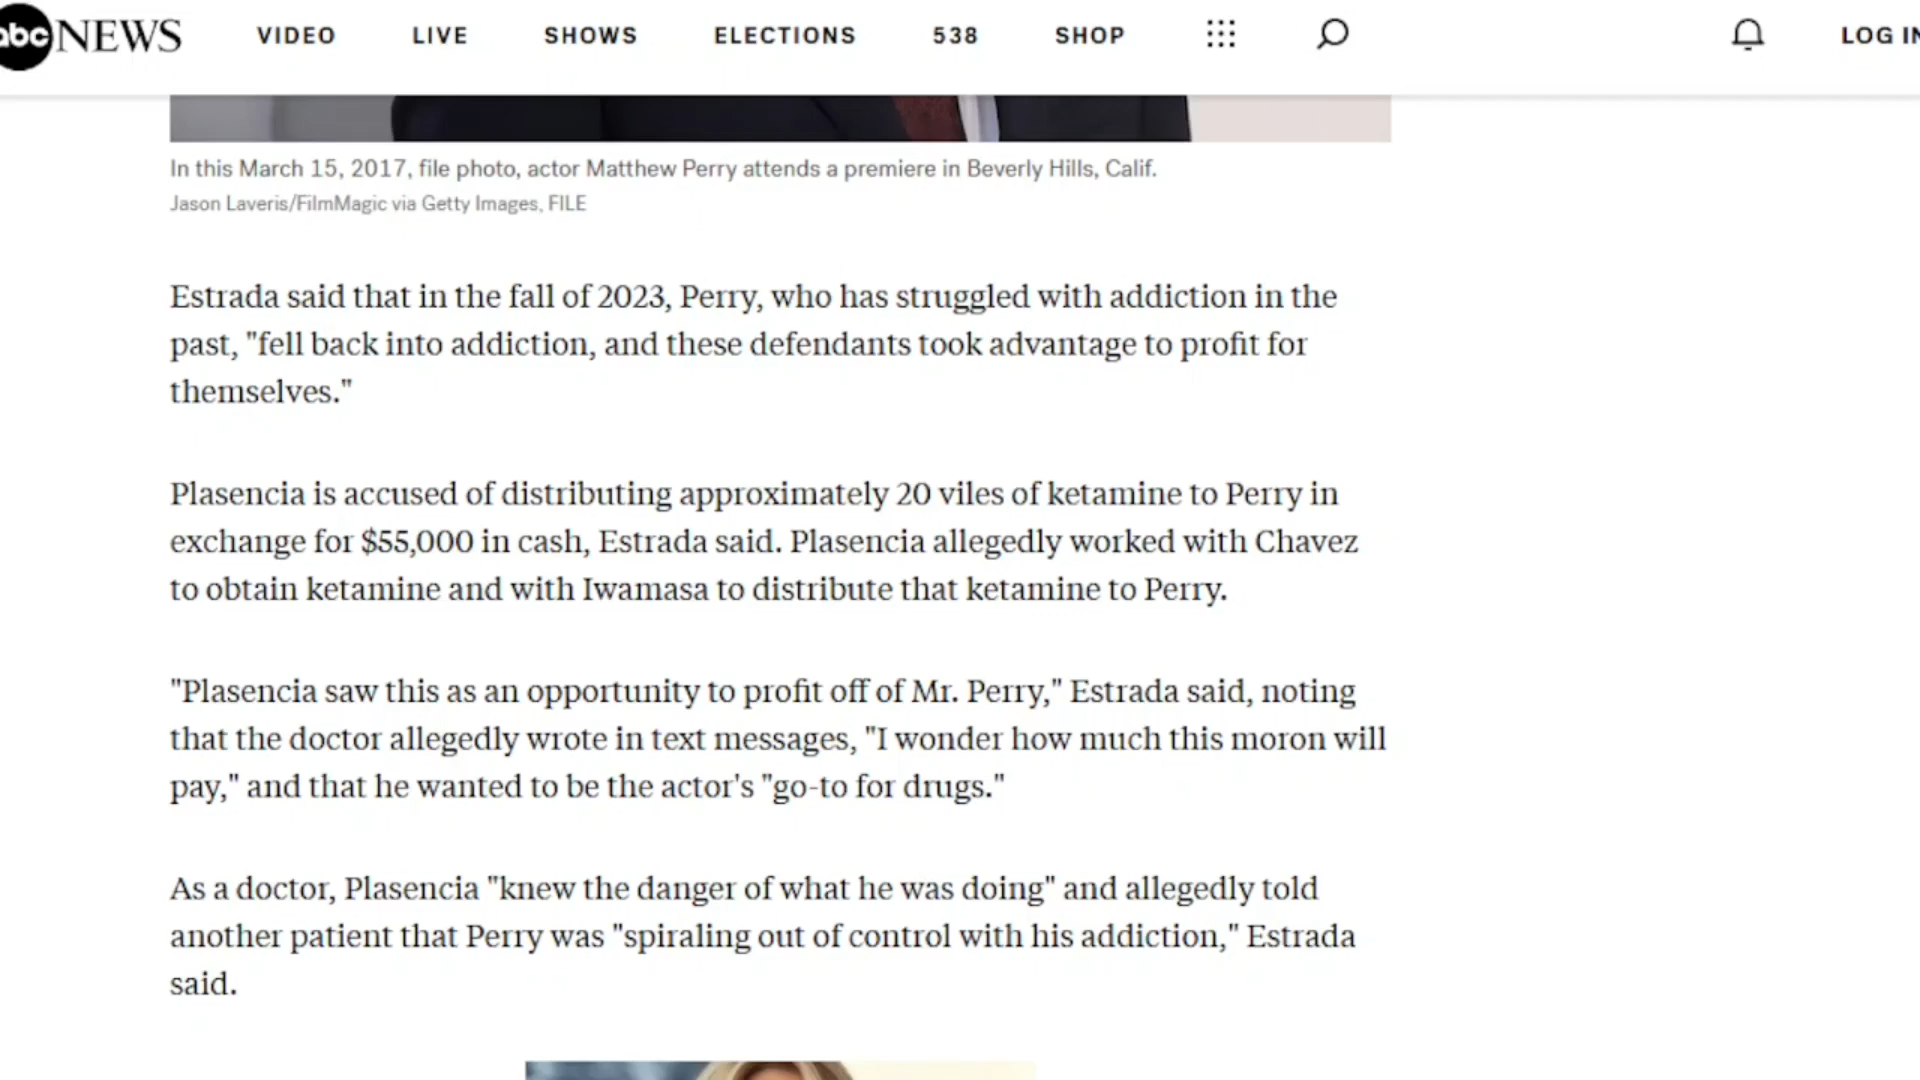 abc NEWS VIDEO LIVE SHOWS ELECTIONS 538 SHOP LOG IN
In this March 15, 2017, file photo, actor Matthew Perry attends a premiere in Beverly Hills, Calif.
Jason Laveris/FilmMagic via Getty Images, FILE
Estrada said that in the fall of 2023, Perry, who has struggled with addiction in the
past, "fell back into addiction, and these defendants took advantage to profit for
themselves."
Plasencia is accused of distributing approximately 20 viles of ketamine to Perry in
exchange for $55,000 in cash, Estrada said. Plasencia allegedly worked with Chavez
to obtain ketamine and with Iwamasa to distribute that ketamine to Perry.
"Plasencia saw this as an opportunity to profit off of Mr. Perry," Estrada said, noting
that the doctor allegedly wrote in text messages, "I wonder how much this moron will
pay," and that he wanted to be the actor's "go-to for drugs."
As a doctor, Plasencia "knew the danger of what he was doing" and allegedly told
another patient that Perry was "spiraling out of control with his addiction," Estrada
said.